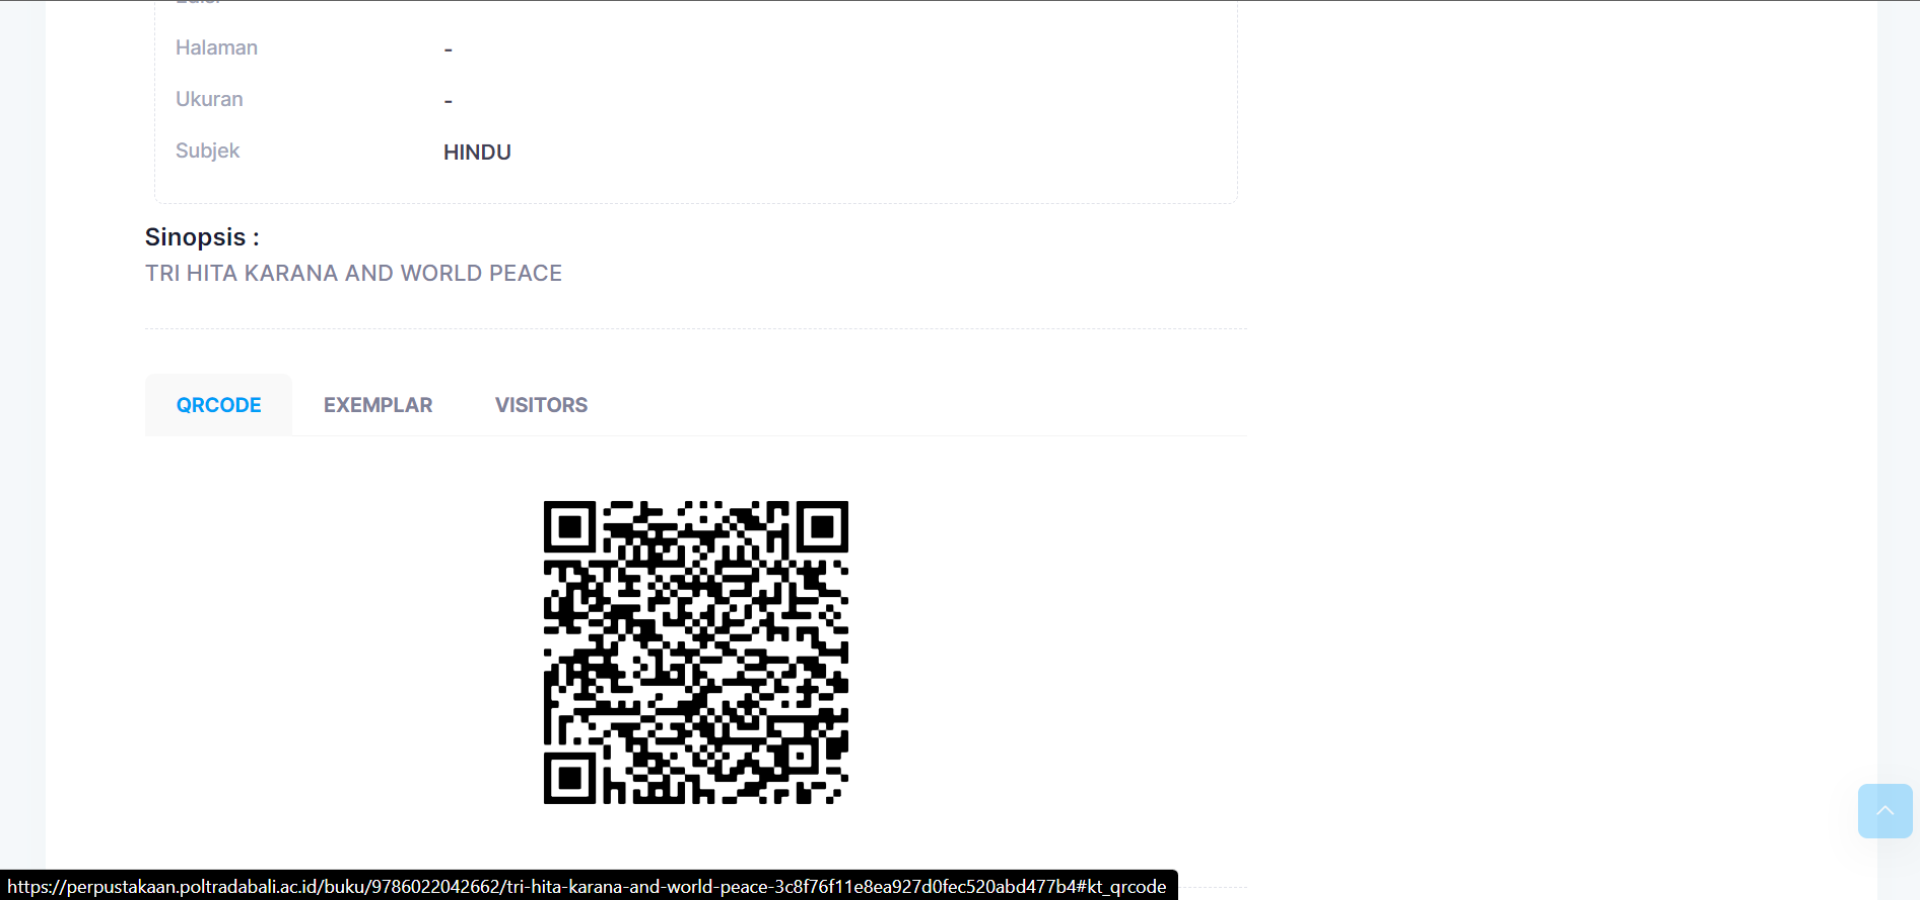 Halaman -
Ukuran -
Subjek HINDU
Sinopsis :
TRI HITA KARANA AND WORLD PEACE
QRCODE EXEMPLAR VISITORS
https://perpustakaan.poltradabali.ac.id/buku/9786022042662/tri-hita-karana-and-world-peace-3c8f76f11e8ea927d0fec520abd477b4#kt_qrcode